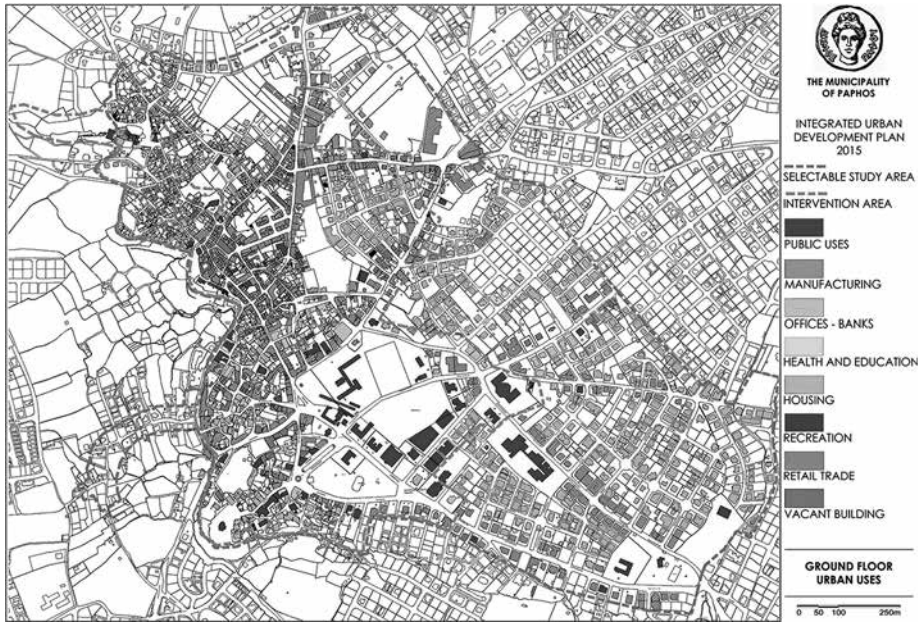 THE MUNICIPALITY
OF PAPHOS
INTEGRATED URBAN
DEVELOPMENT PLAN
2015
SELECTABLE STUDY AREA
INTERVENTION AREA
PUBLIC USES
MANUFACTURING
OFFICES - BANKS
HEALTH AND EDUCATION
HOUSING
RECREATION
RETAIL TRADE
VACANT BUILDING
GROUND FLOOR
URBAN USES
0 50 100 250m